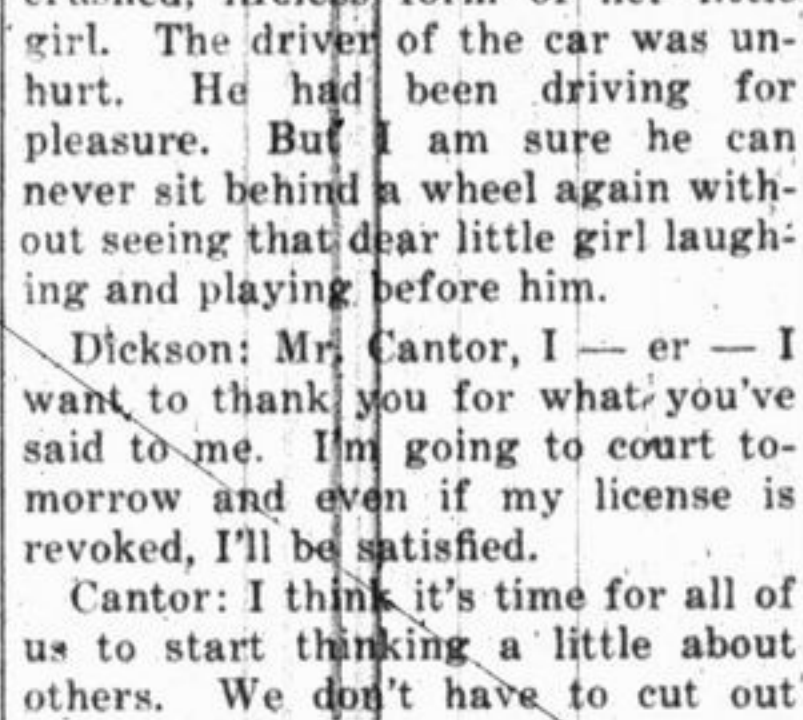 girl. The driver of the car was un-
hurt. He had been driving for
pleasure. But I am sure he can
never sit behind a wheel again with-
out seeing that dear little girl laugh-
ing and playing before him.
Dickson: Mr. Cantor, I — er — I
want to thank you for what you've
said to me. I'm going to court to-
morrow and even if my license is
revoked, I'll be satisfied.
Cantor: I think it's time for all of
us to start thinking a little about
others. We don't have to cut out